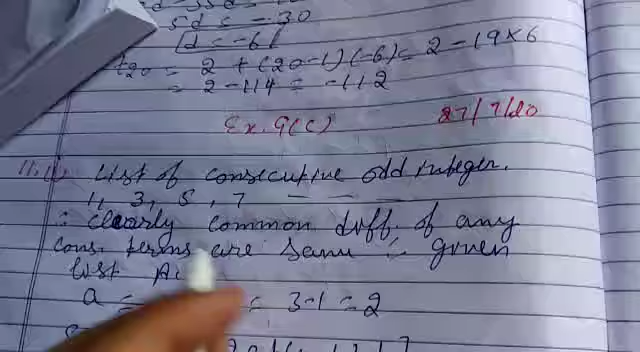 5d = -30
d = -6
t20 = 2 + (20-1)(-6) = 2 - 19×6
= 2 - 114 = -112
Ex. 9(C) 27/7/20
11.(i) List of consecutive odd integer.
1, 3, 5, 7 - - -
∴ clearly common diff. of any
cons. terms are same ∴ given
list
a = = 3-1 = 2